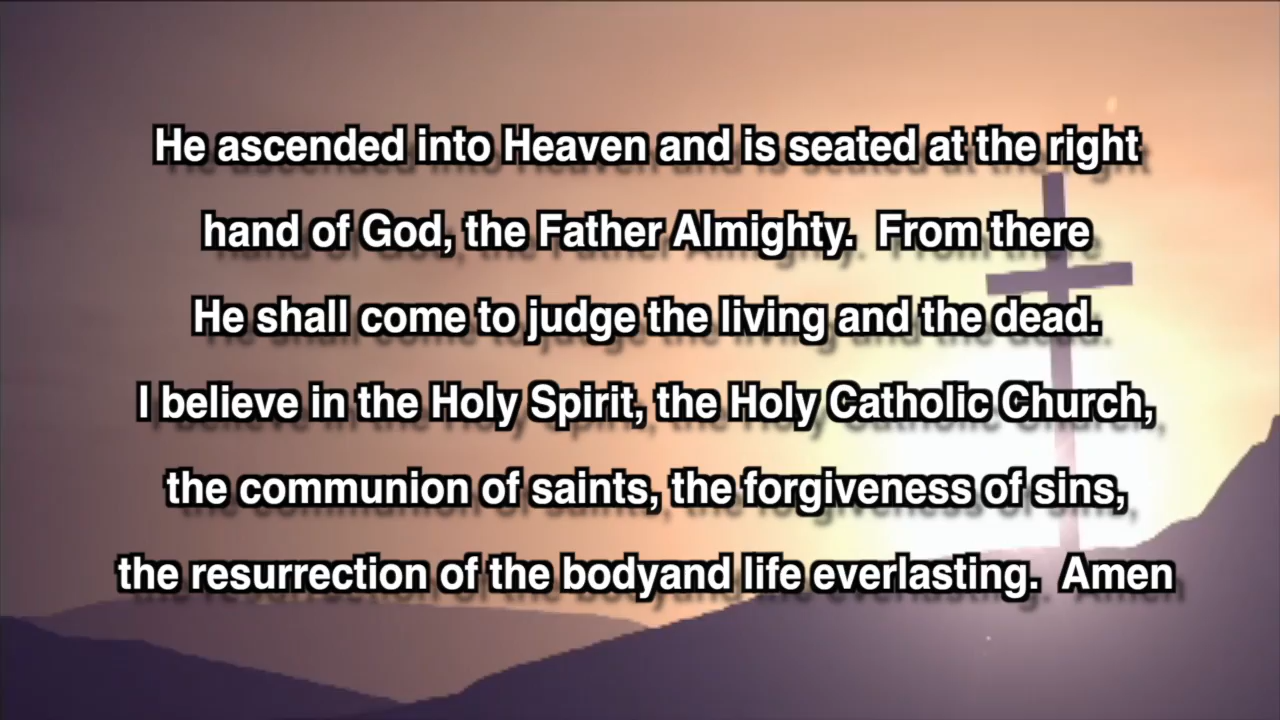 He ascended into Heaven and is seated at the right
hand of God, the Father Almighty.  From there
He shall come to judge the living and the dead.
I believe in the Holy Spirit, the Holy Catholic Church,
the communion of saints, the forgiveness of sins,
the resurrection of the bodyand life everlasting.  Amen